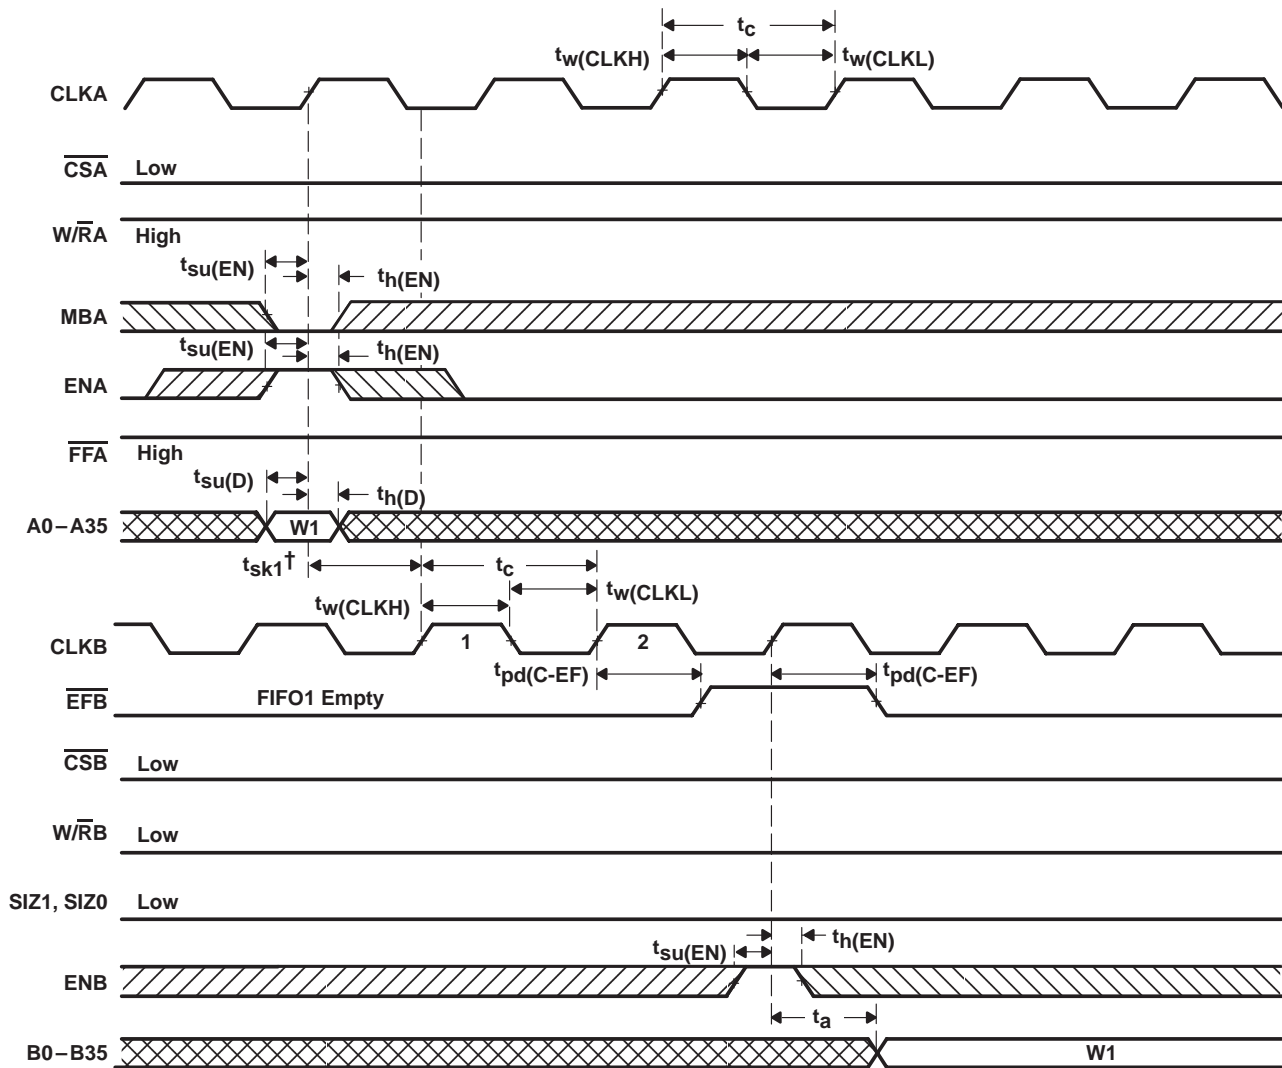 tc
tw(CLKH)
tw(CLKL)
CLKA
CSA
Low
W/RA
High
tsu(EN)
th(EN)
MBA
tsu(EN)
th(EN)
ENA
FFA
High
tsu(D)
th(D)
A0–A35
W1
tsk1†
tc
tw(CLKH)
tw(CLKL)
CLKB
1
2
tpd(C-EF)
tpd(C-EF)
EFB
FIFO1 Empty
CSB
Low
W/RB
Low
SIZ1, SIZ0
Low
tsu(EN)
th(EN)
ENB
ta
B0–B35
W1